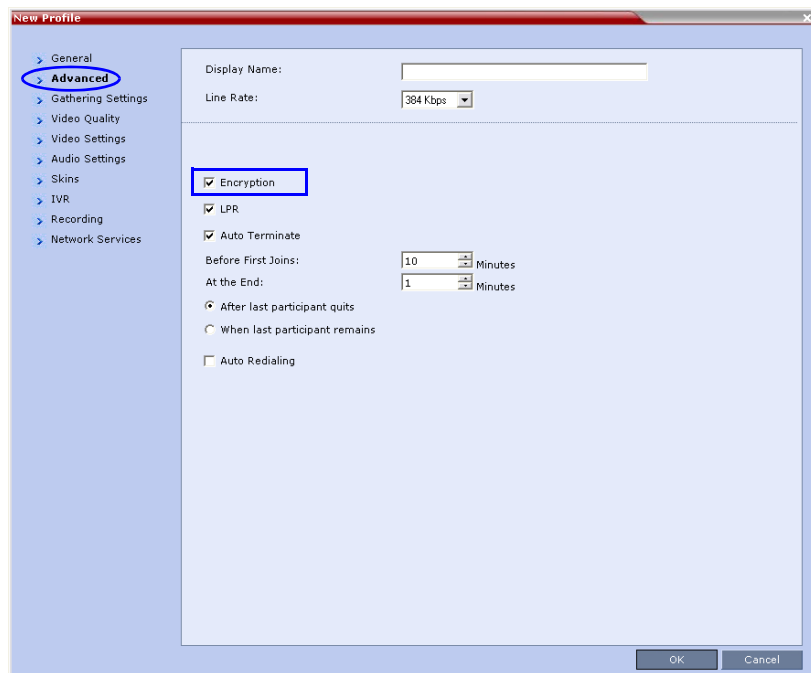 New Profile
General
Advanced
Gathering Settings
Video Quality
Video Settings
Audio Settings
Skins
IVR
Recording
Network Services
Display Name:
Line Rate: 384 Kbps
Encryption
LPR
Auto Terminate
Before First Joins: 10 Minutes
At the End: 1 Minutes
After last participant quits
When last participant remains
Auto Redialing
OK Cancel